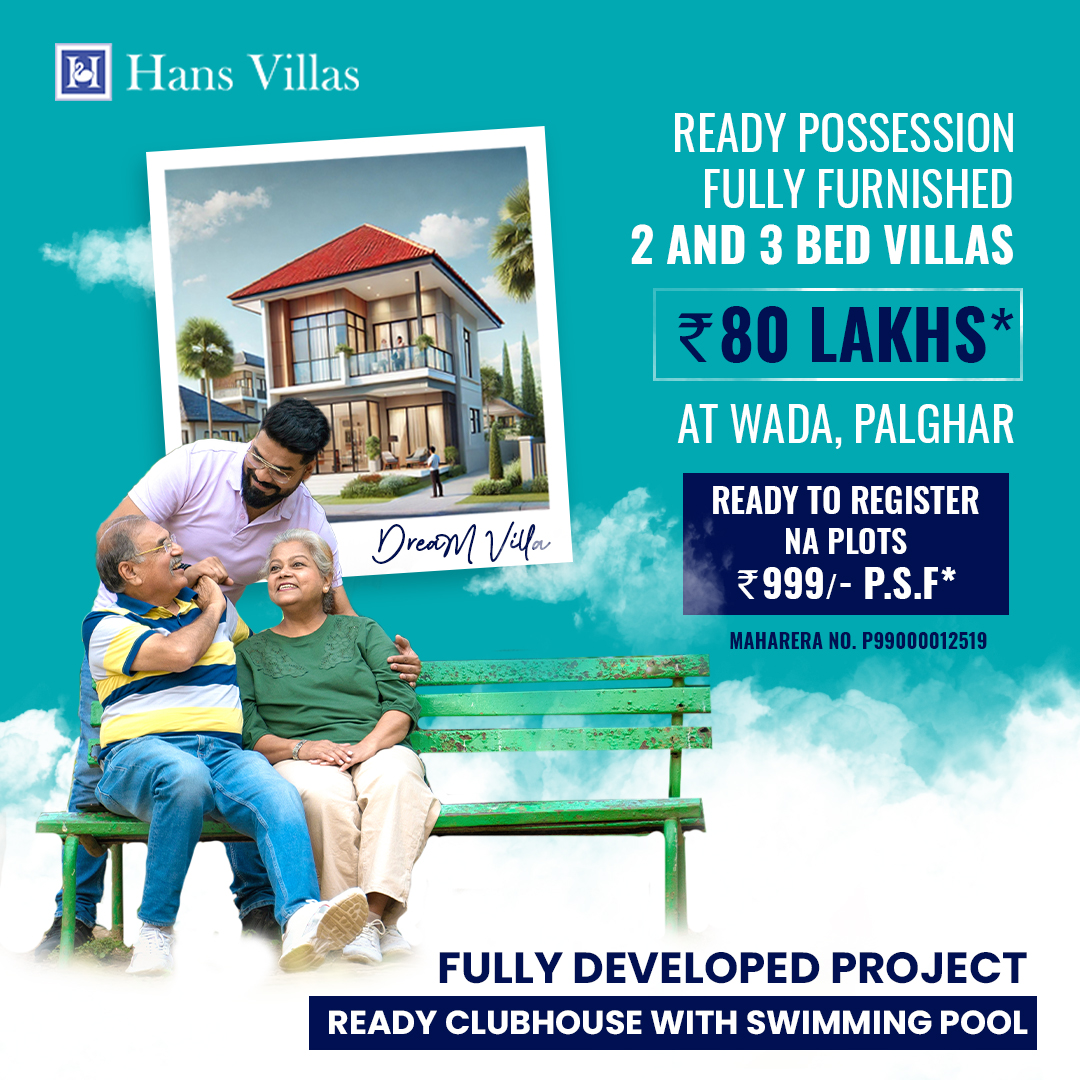 Hans Villas
READY POSSESSION
FULLY FURNISHED
2 AND 3 BED VILLAS
₹80 LAKHS*
AT WADA, PALGHAR
READY TO REGISTER
NA PLOTS
₹999/- P.S.F*
MAHARERA NO. P99000012519
DreaM Villa
FULLY DEVELOPED PROJECT
READY CLUBHOUSE WITH SWIMMING POOL